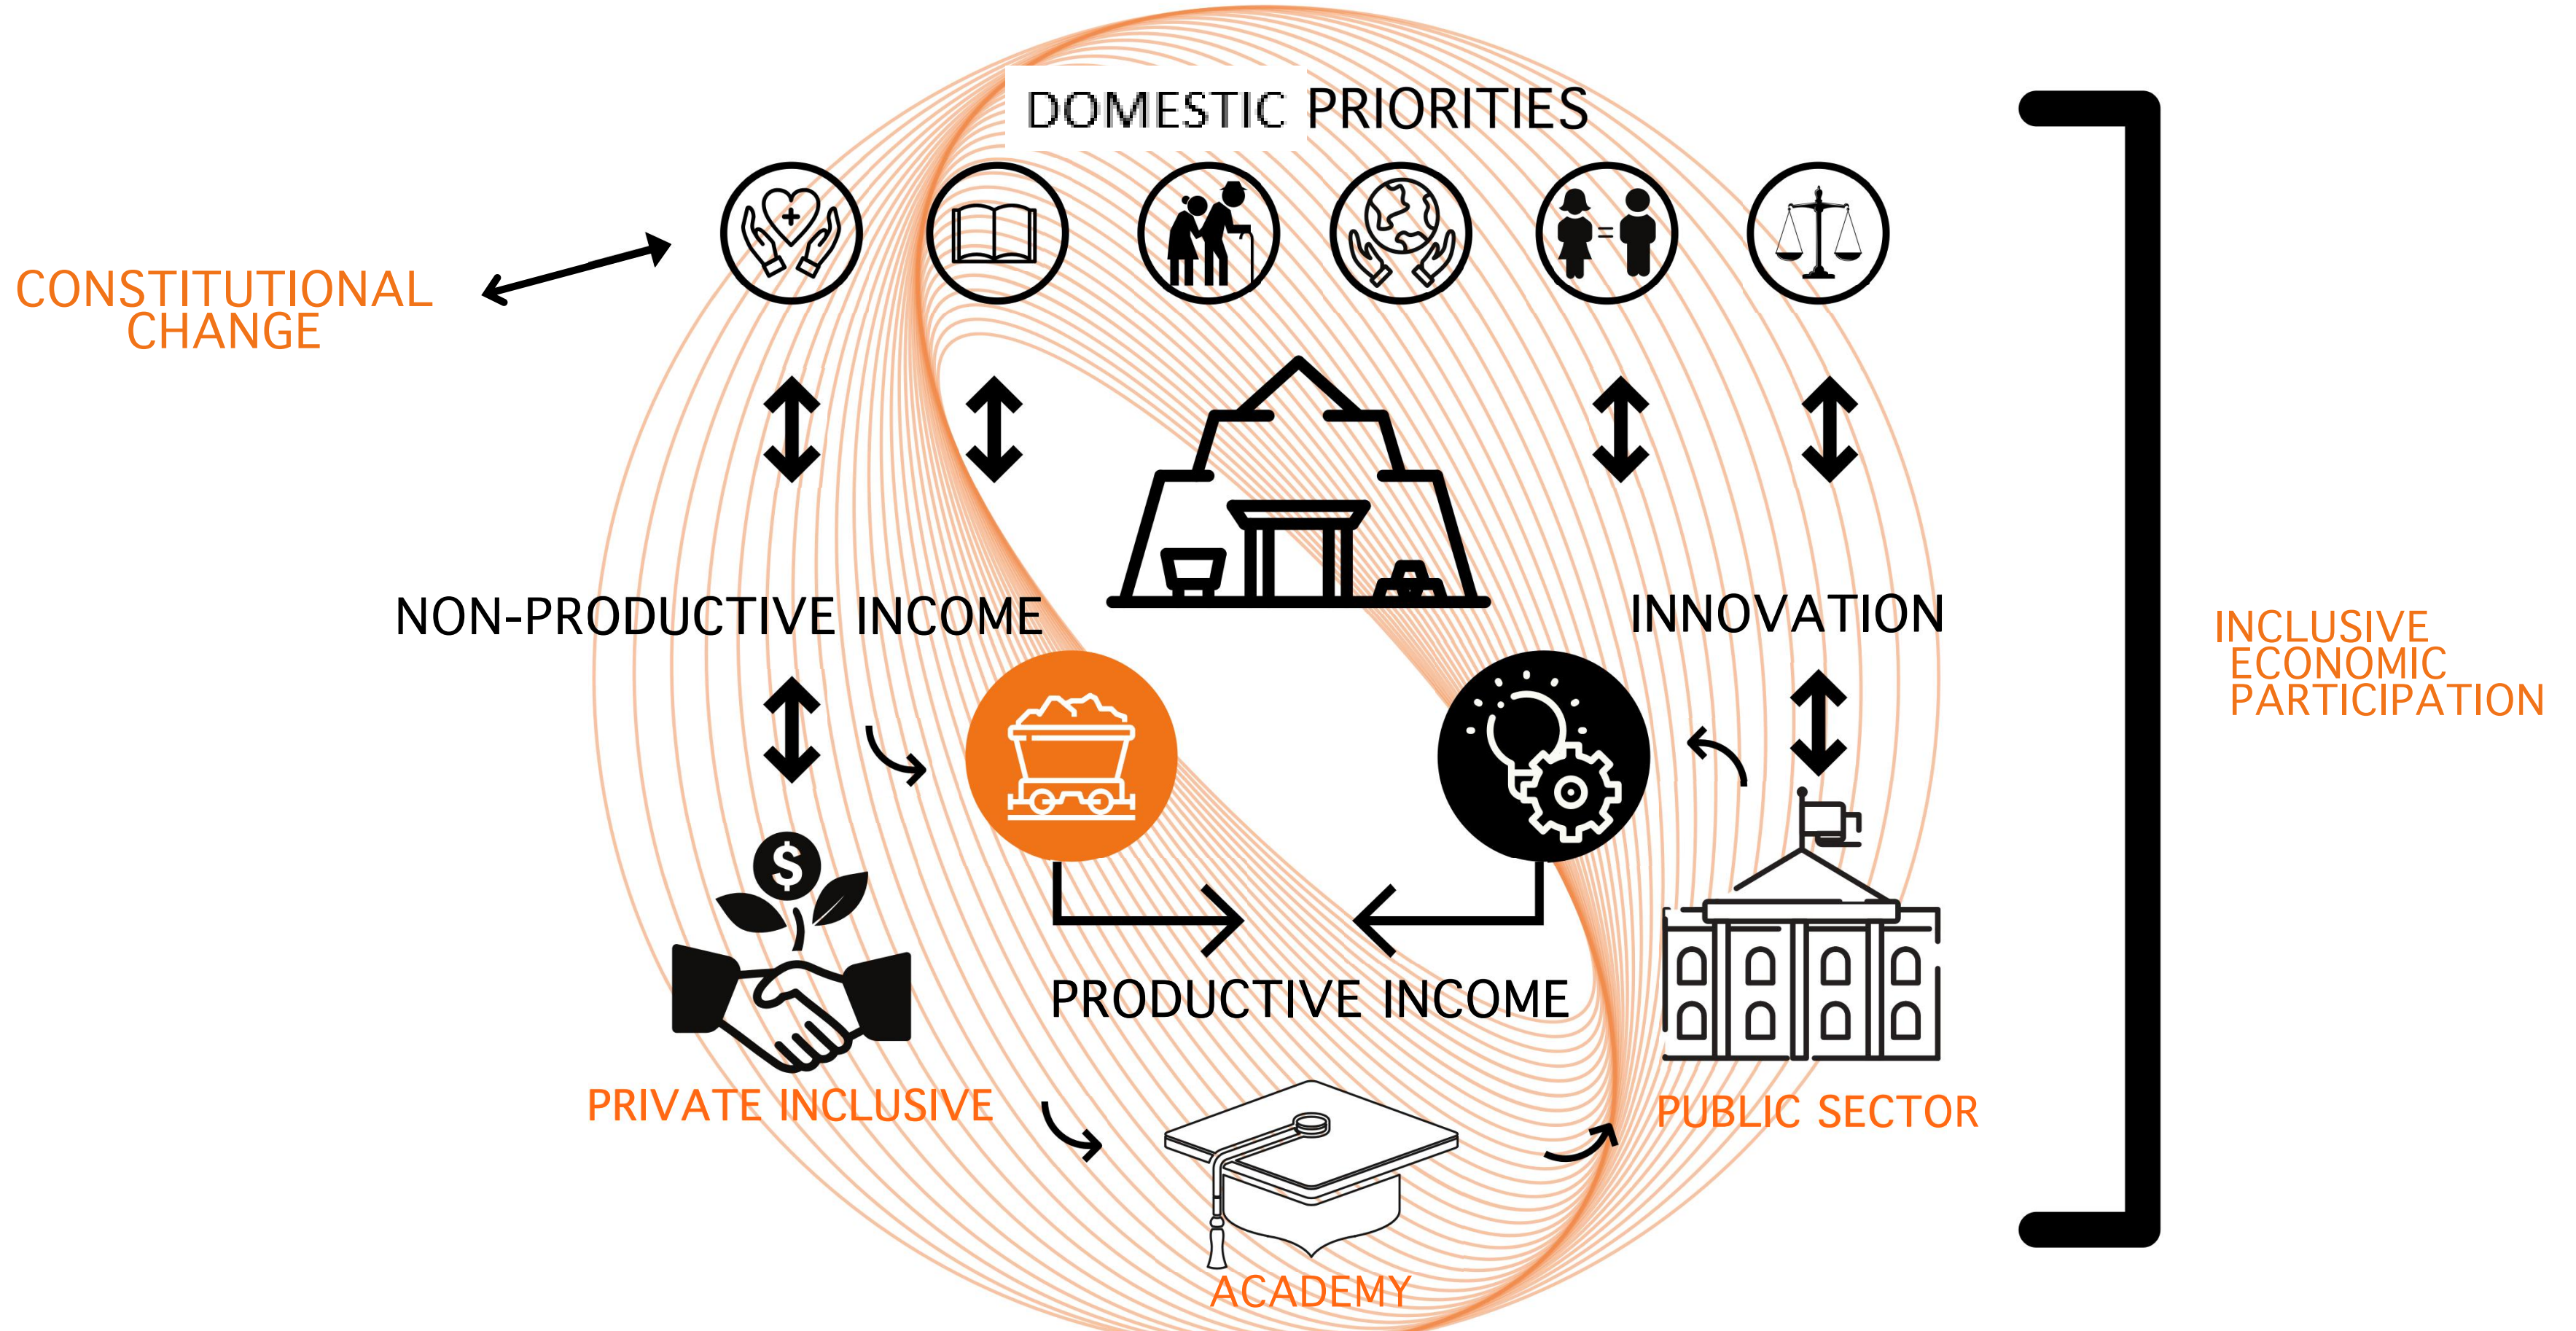 DOMESTIC PRIORITIES
CONSTITUTIONAL
CHANGE
=
NON-PRODUCTIVE INCOME
INNOVATION
INCLUSIVE
ECONOMIC
PARTICIPATION
$
PRODUCTIVE INCOME
PRIVATE INCLUSIVE
PUBLIC SECTOR
ACADEMY